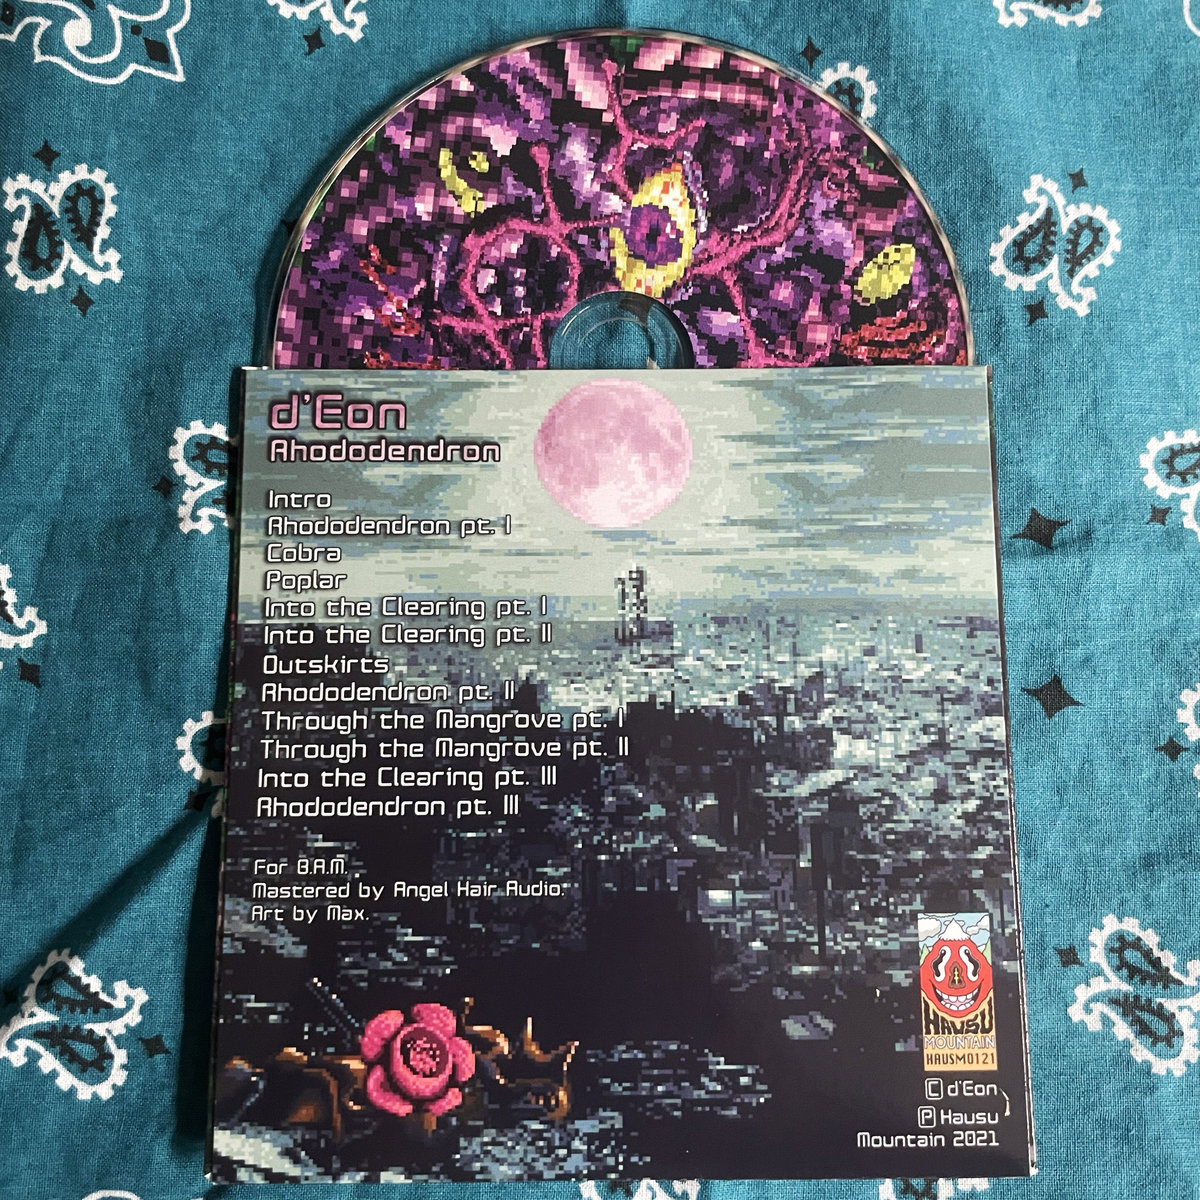 d'Eon
Rhododendron
Intro
Rhododendron pt. I
Cobra
Poplar
Into the Clearing pt. I
Into the Clearing pt. II
Outskirts
Rhododendron pt. II
Through the Mangrove pt. I
Through the Mangrove pt. II
Into the Clearing pt. III
Rhododendron pt. III
For B.A.M.
Mastered by Angel Hair Audio.
Art by Max.
HAUSU
MOUNTAIN
HAUSMO121
C d'Eon
P Hausu
Mountain 2021